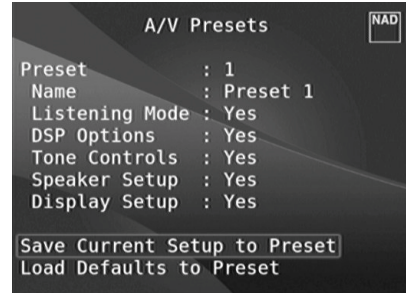 A/V Presets
NAD
Preset : 1
Name : Preset 1
Listening Mode : Yes
DSP Options : Yes
Tone Controls : Yes
Speaker Setup : Yes
Display Setup : Yes
Save Current Setup to Preset
Load Defaults to Preset